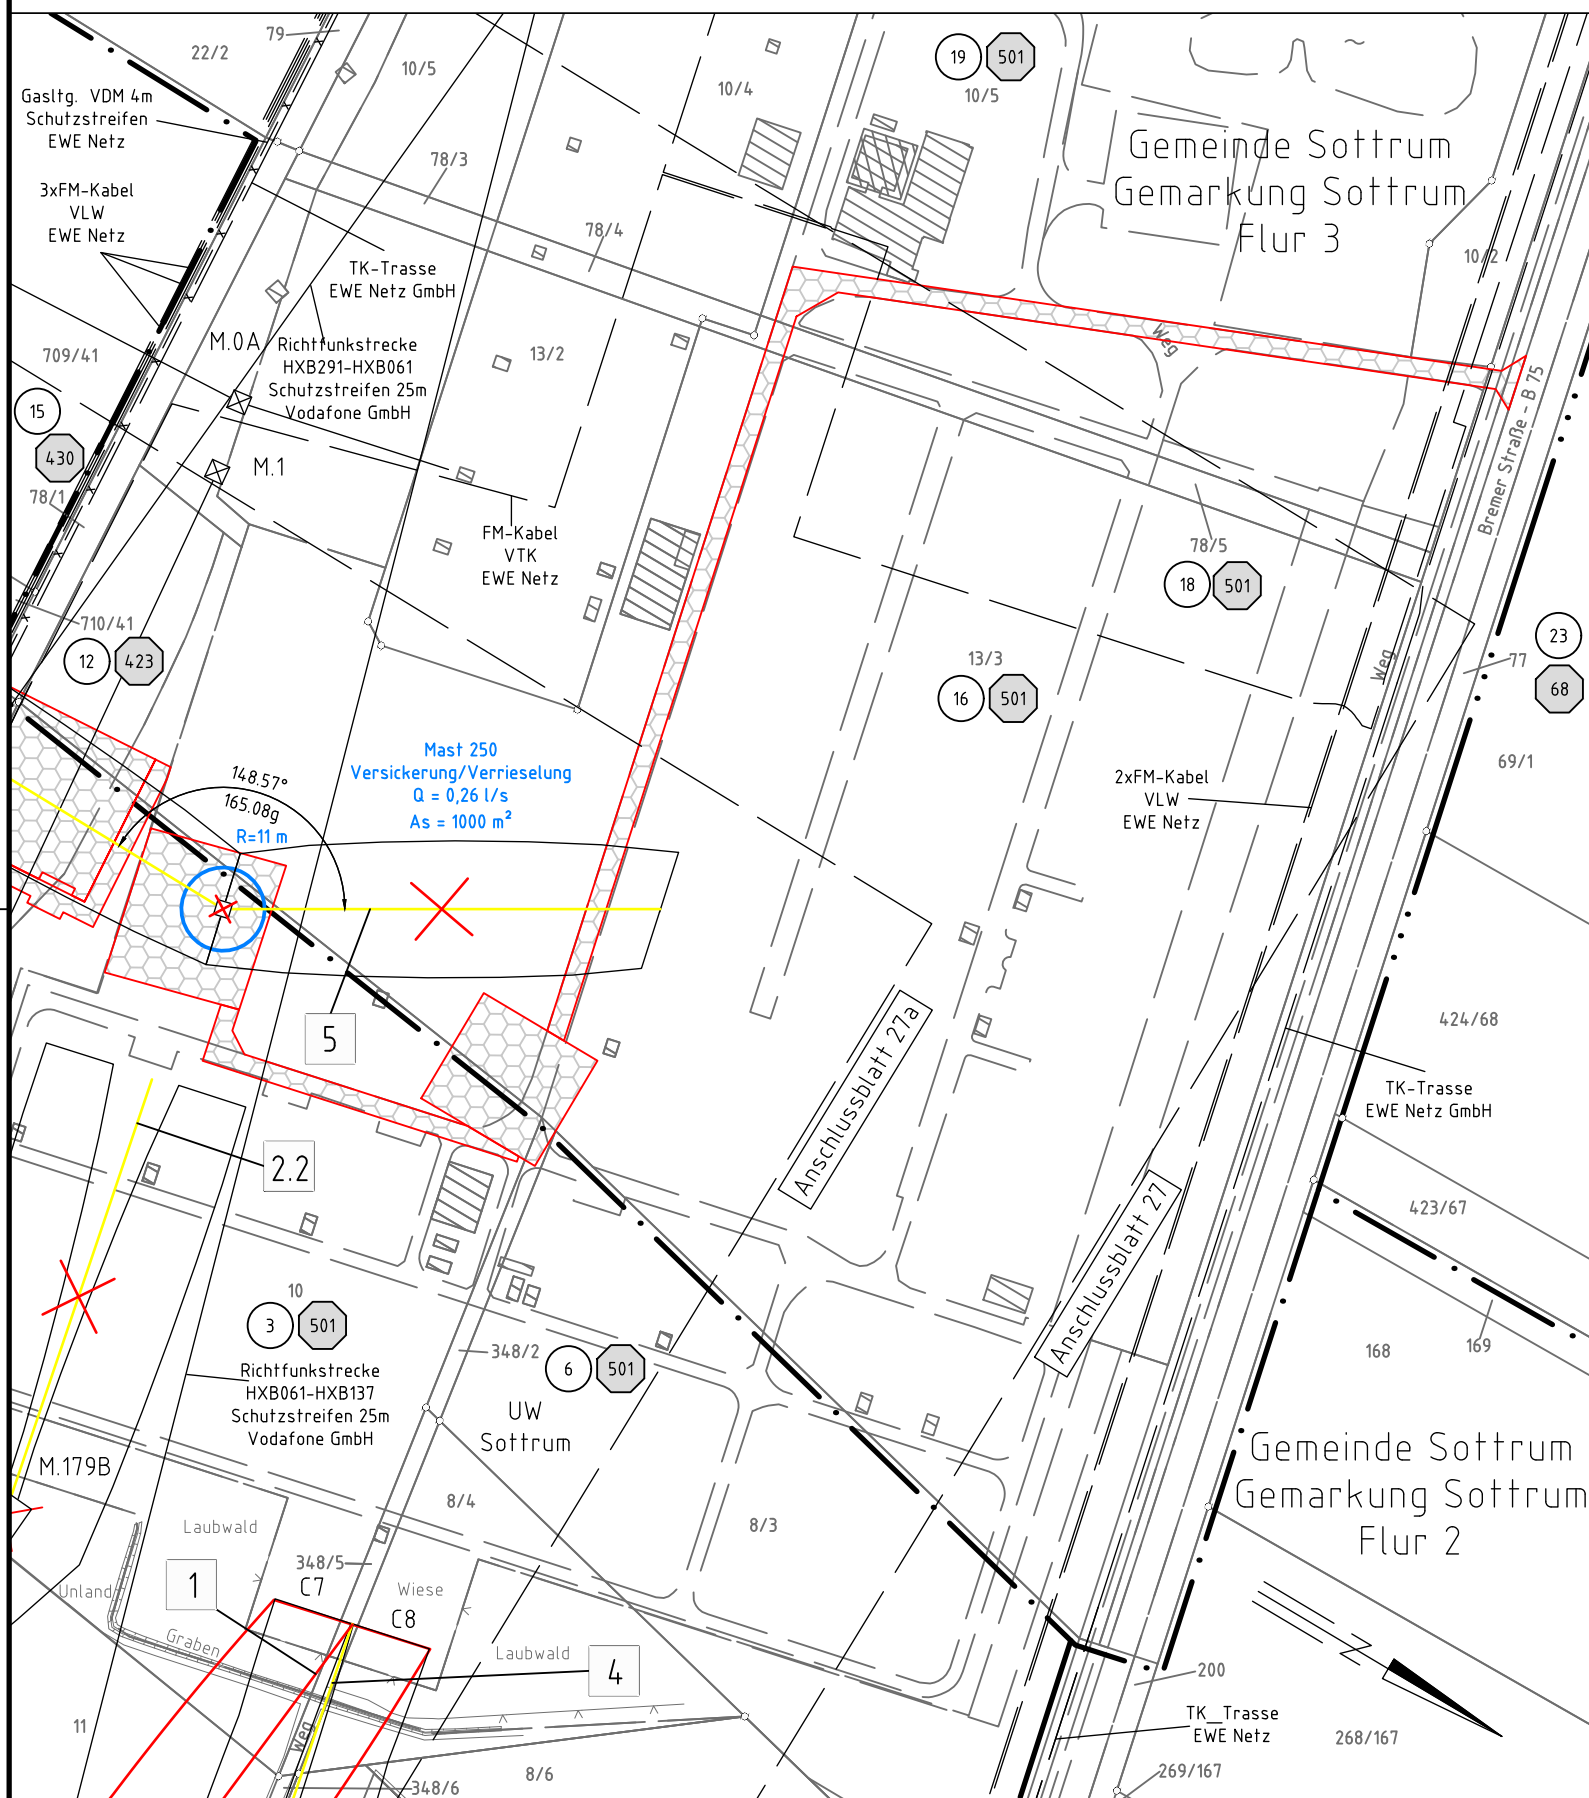 79
22/2
10/5
10/4
19
501
10/5
Gasltg. VDM 4m
Schutzstreifen
EWE Netz
Gemeinde Sottrum
Gemarkung Sottrum
Flur 3
78/3
3xFM-Kabel
VLW
EWE Netz
78/4
10/2
TK-Trasse
EWE Netz GmbH
M.0A
Richtfunkstrecke
HXB291-HXB061
Schutzstreifen 25m
Vodafone GmbH
709/41
13/2
Weg
15
430
Bremer Straße - B 75
M.1
78/1
FM-Kabel
VTK
EWE Netz
78/5
18
501
710/41
12
423
23
77
68
13/3
16
501
Weg
Mast 250
Versickerung/Verrieselung
Q = 0,26 l/s
As = 1000 m²
148.57°
165.08g
R=11 m
2xFM-Kabel
VLW
EWE Netz
69/1
5
424/68
Anschlussblatt 27a
TK-Trasse
EWE Netz GmbH
2.2
Anschlussblatt 27
423/67
10
3
501
348/2
6
501
168
169
Richtfunkstrecke
HXB061-HXB137
Schutzstreifen 25m
Vodafone GmbH
UW
Sottrum
M.179B
Gemeinde Sottrum
Gemarkung Sottrum
Flur 2
8/4
8/3
Laubwald
348/5
1
C7
Unland
Wiese
C8
Graben
Laubwald
4
200
11
Weg
TK_Trasse
EWE Netz
268/167
348/6
8/6
269/167